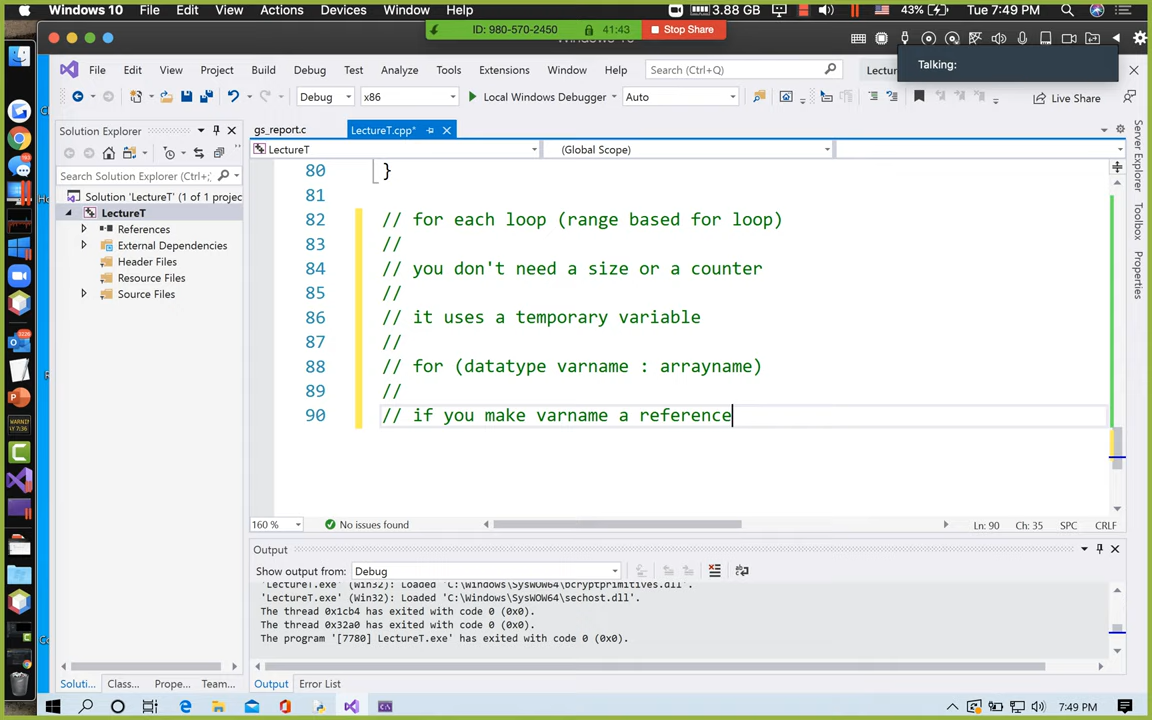 Windows 10 File Edit View Actions Devices Window Help 3.88 GB 43% Tue 7:49 PM
ID: 980-570-2450 41:43 Stop Share
Talking:
File Edit View Project Build Debug Test Analyze Tools Extensions Window Help Search (Ctrl+Q) Lectur
Debug x86 Local Windows Debugger Auto Live Share
Solution Explorer
Search Solution Explorer (Ctrl+;
Solution 'LectureT' (1 of 1 projec
LectureT
References
External Dependencies
Header Files
Resource Files
Source Files
gs_report.c LectureT.cpp*
LectureT (Global Scope)
80 }
81
82 // for each loop (range based for loop)
83 //
84 // you don't need a size or a counter
85 //
86 // it uses a temporary variable
87 //
88 // for (datatype varname : arrayname)
89 //
90 // if you make varname a reference
160 % No issues found Ln: 90 Ch: 35 SPC CRLF
Output
Show output from: Debug
'LectureT.exe' (Win32): Loaded 'C:\Windows\SysWOW64\bcryptprimitives.dll'.
'LectureT.exe' (Win32): Loaded 'C:\Windows\SysWOW64\sechost.dll'.
The thread 0x1cb4 has exited with code 0 (0x0).
The thread 0x32a0 has exited with code 0 (0x0).
The program '[7780] LectureT.exe' has exited with code 0 (0x0).
Soluti... Class... Prope... Team...
Output Error List
Server Explorer
Toolbox
Properties
7:49 PM